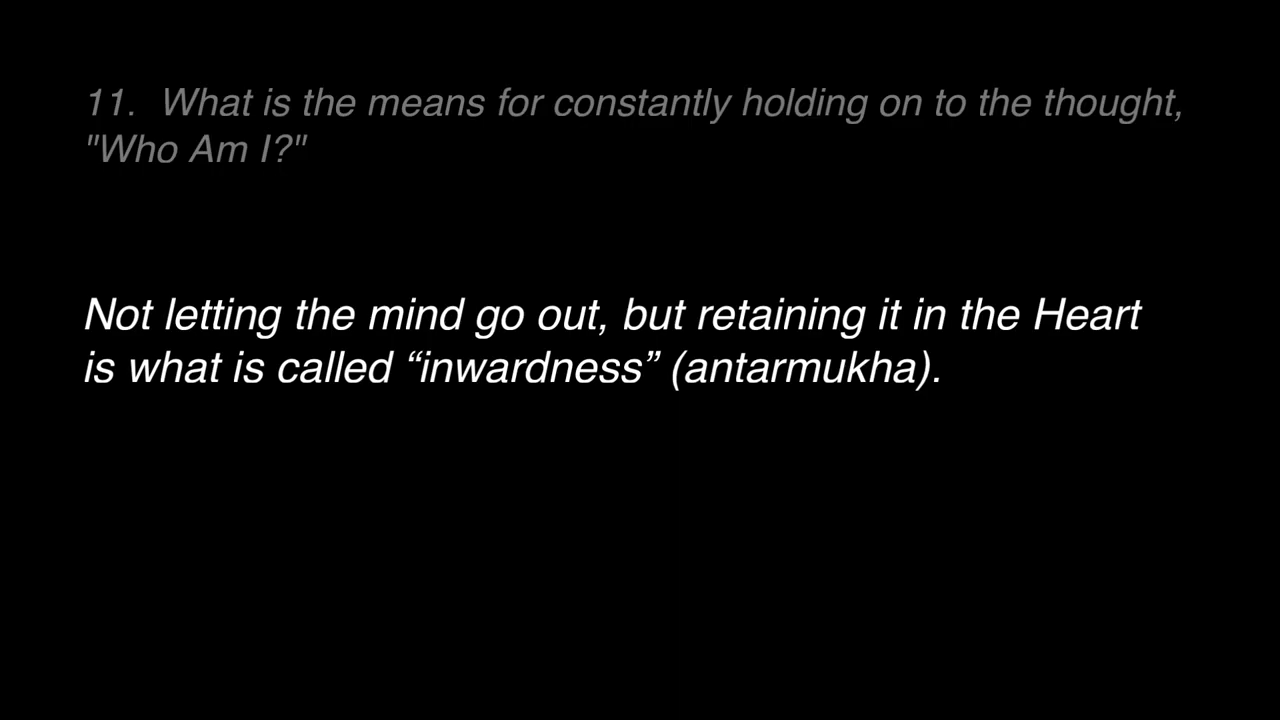 11.  What is the means for constantly holding on to the thought,
"Who Am I?"
Not letting the mind go out, but retaining it in the Heart
is what is called “inwardness” (antarmukha).